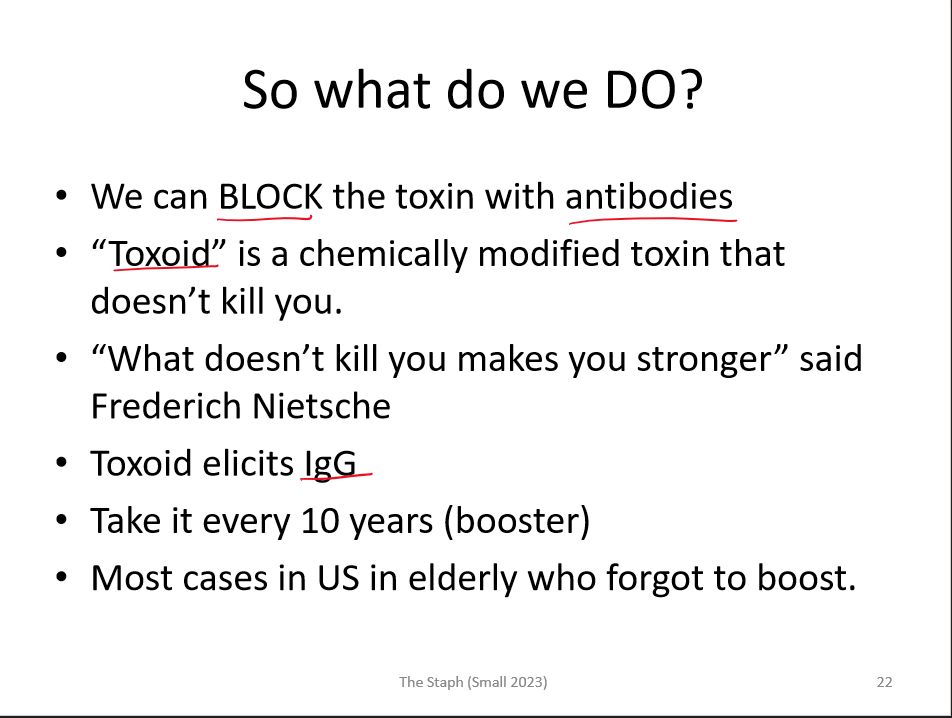 So what do we DO?
• We can BLOCK the toxin with antibodies
• “Toxoid” is a chemically modified toxin that
doesn’t kill you.
• “What doesn’t kill you makes you stronger” said
Frederich Nietsche
• Toxoid elicits IgG
• Take it every 10 years (booster)
• Most cases in US in elderly who forgot to boost.
The Staph (Small 2023)
22